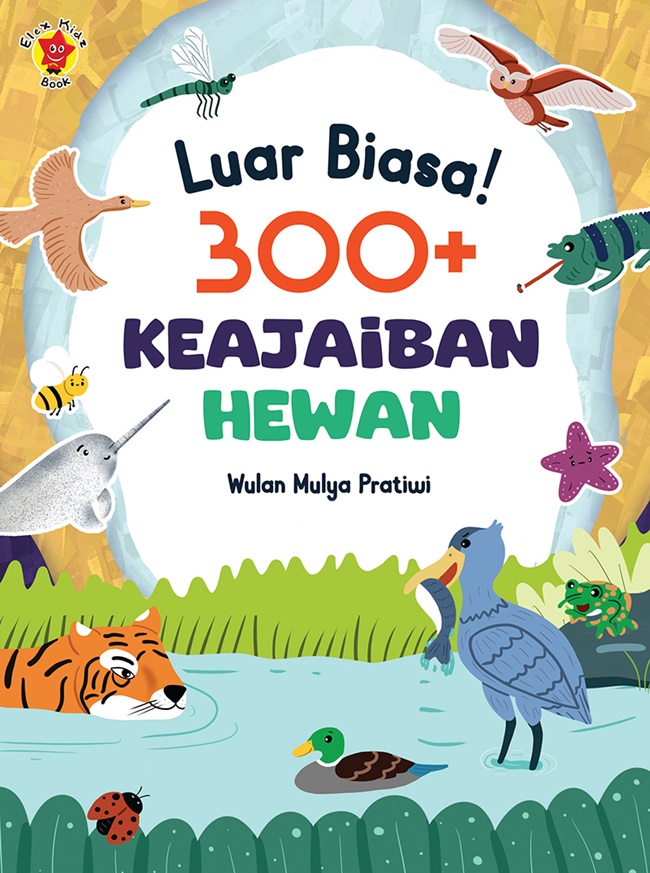 Elex Kidz
Book
Luar Biasa!
300+
KEAJAiBAN
HEWAN
Wulan Mulya Pratiwi